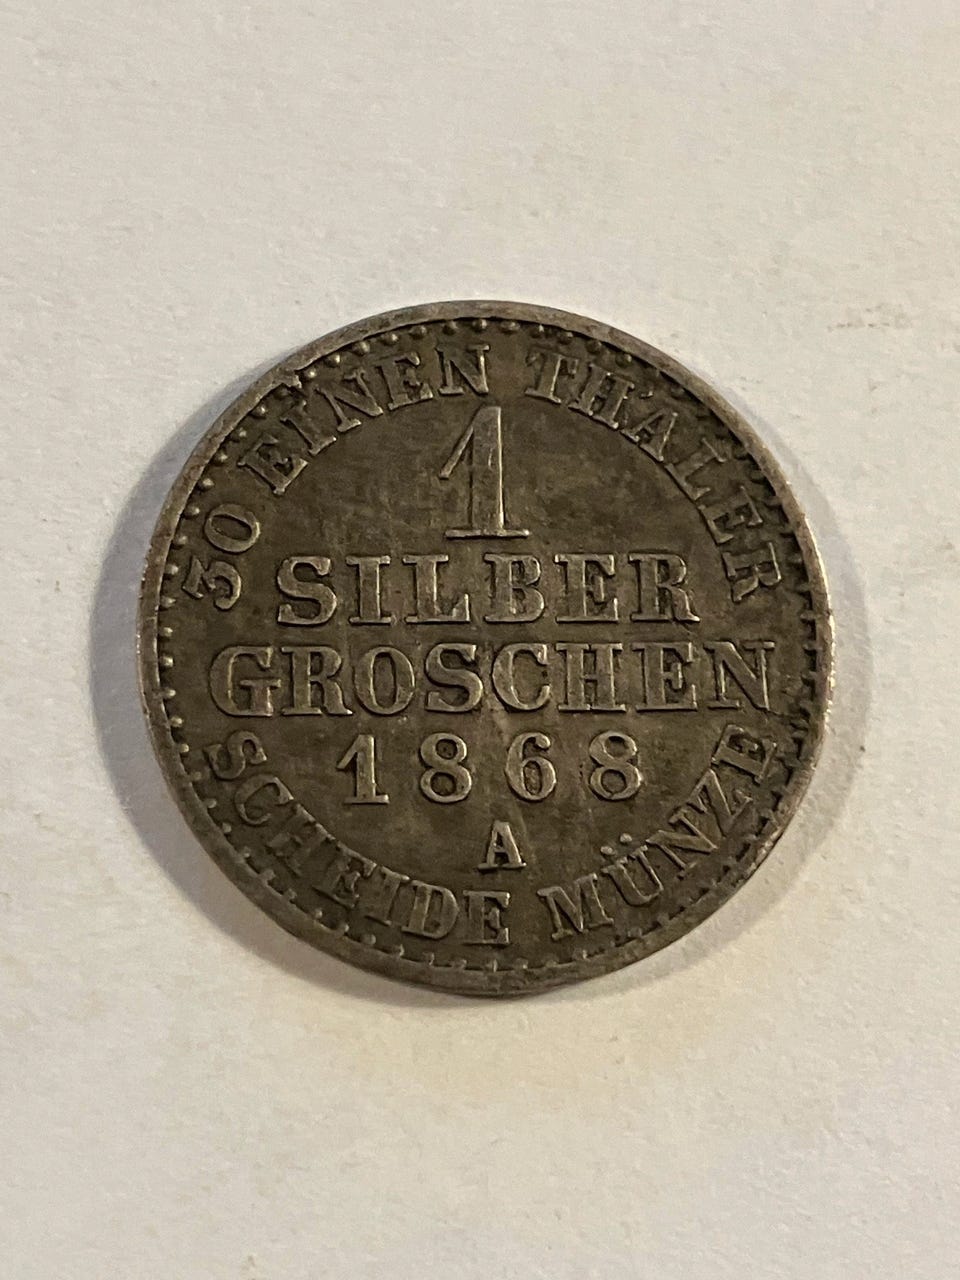 30 EINEN THALER
1
SILBER
GROSCHEN
1868
A
SCHEIDE MÜNZE